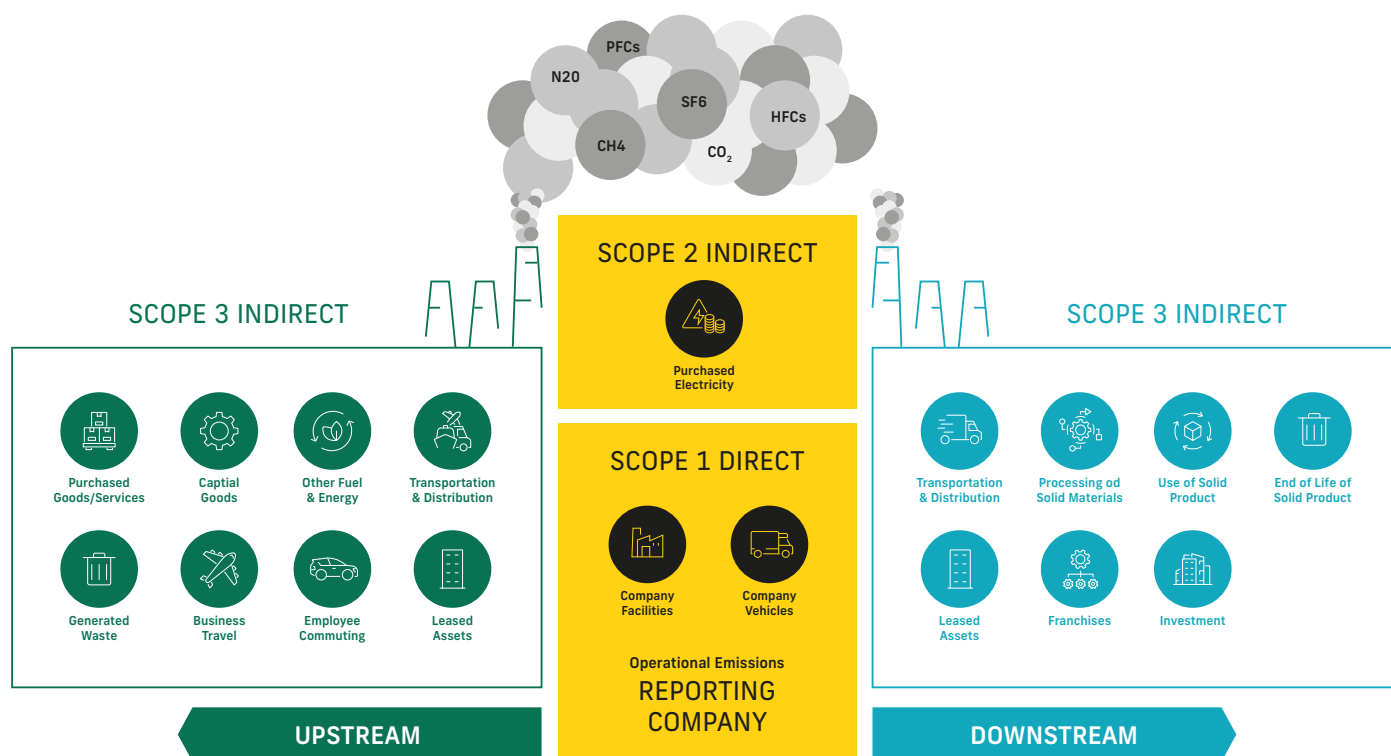 PFCs
N20
SF6
HFCs
CH4
CO2
SCOPE 3 INDIRECT
Purchased
Goods/Services
Captial
Goods
Other Fuel
& Energy
Transportation
& Distribution
Generated
Waste
Business
Travel
Employee
Commuting
Leased
Assets
UPSTREAM
SCOPE 2 INDIRECT
Purchased
Electricity
SCOPE 1 DIRECT
Company
Facilities
Company
Vehicles
Operational Emissions
REPORTING
COMPANY
SCOPE 3 INDIRECT
Transportation
& Distribution
Processing od
Solid Materials
Use of Solid
Product
End of Life of
Solid Product
Leased
Assets
Franchises
Investment
DOWNSTREAM